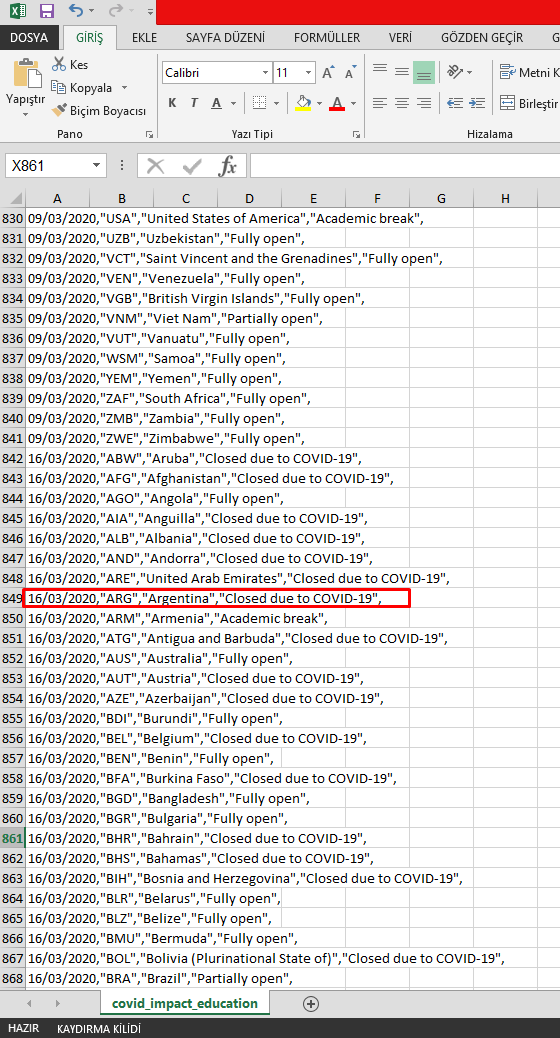 DOSYA GİRİŞ EKLE SAYFA DÜZENİ FORMÜLLER VERİ GÖZDEN GEÇİR G
Yapıştır
Kes
Kopyala
Biçim Boyacısı
Pano
Calibri 11 A A
K T A A
Yazı Tipi
Metni K
Birleştir
Hizalama
X861 fx
A B C D E F G H
830 09/03/2020,"USA","United States of America","Academic break",
831 09/03/2020,"UZB","Uzbekistan","Fully open",
832 09/03/2020,"VCT","Saint Vincent and the Grenadines","Fully open",
833 09/03/2020,"VEN","Venezuela","Fully open",
834 09/03/2020,"VGB","British Virgin Islands","Fully open",
835 09/03/2020,"VNM","Viet Nam","Partially open",
836 09/03/2020,"VUT","Vanuatu","Fully open",
837 09/03/2020,"WSM","Samoa","Fully open",
838 09/03/2020,"YEM","Yemen","Fully open",
839 09/03/2020,"ZAF","South Africa","Fully open",
840 09/03/2020,"ZMB","Zambia","Fully open",
841 09/03/2020,"ZWE","Zimbabwe","Fully open",
842 16/03/2020,"ABW","Aruba","Closed due to COVID-19",
843 16/03/2020,"AFG","Afghanistan","Closed due to COVID-19",
844 16/03/2020,"AGO","Angola","Fully open",
845 16/03/2020,"AIA","Anguilla","Closed due to COVID-19",
846 16/03/2020,"ALB","Albania","Closed due to COVID-19",
847 16/03/2020,"AND","Andorra","Closed due to COVID-19",
848 16/03/2020,"ARE","United Arab Emirates","Closed due to COVID-19",
849 16/03/2020,"ARG","Argentina","Closed due to COVID-19",
850 16/03/2020,"ARM","Armenia","Academic break",
851 16/03/2020,"ATG","Antigua and Barbuda","Closed due to COVID-19",
852 16/03/2020,"AUS","Australia","Fully open",
853 16/03/2020,"AUT","Austria","Closed due to COVID-19",
854 16/03/2020,"AZE","Azerbaijan","Closed due to COVID-19",
855 16/03/2020,"BDI","Burundi","Fully open",
856 16/03/2020,"BEL","Belgium","Closed due to COVID-19",
857 16/03/2020,"BEN","Benin","Fully open",
858 16/03/2020,"BFA","Burkina Faso","Closed due to COVID-19",
859 16/03/2020,"BGD","Bangladesh","Fully open",
860 16/03/2020,"BGR","Bulgaria","Fully open",
861 16/03/2020,"BHR","Bahrain","Closed due to COVID-19",
862 16/03/2020,"BHS","Bahamas","Closed due to COVID-19",
863 16/03/2020,"BIH","Bosnia and Herzegovina","Closed due to COVID-19",
864 16/03/2020,"BLR","Belarus","Fully open",
865 16/03/2020,"BLZ","Belize","Fully open",
866 16/03/2020,"BMU","Bermuda","Fully open",
867 16/03/2020,"BOL","Bolivia (Plurinational State of)","Closed due to COVID-19",
868 16/03/2020,"BRA","Brazil","Partially open",
covid_impact_education
HAZIR KAYDIRMA KİLİDİ